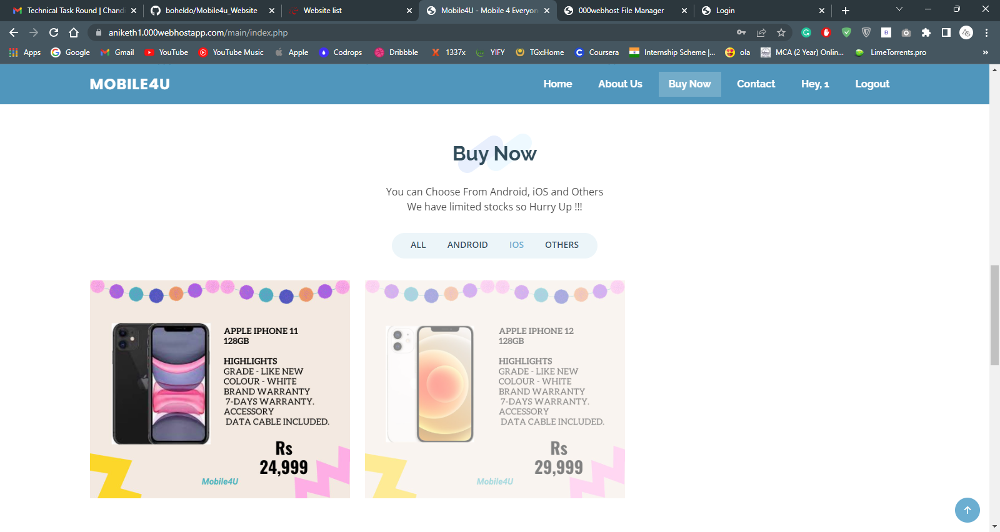 Technical Task Round | Chandi
boheldo/Mobile4u_Website
Website list
Mobile4U - Mobile 4 Everyon
000webhost File Manager
Login
aniketh1.000webhostapp.com/main/index.php
Apps
Google
Gmail
YouTube
YouTube Music
Apple
Codrops
Dribbble
1337x
YIFY
TGx:Home
Coursera
Internship Scheme |...
ola
MCA (2 Year) Onlin...
LimeTorrents.pro
»
MOBILE4U
Home
About Us
Buy Now
Contact
Hey, 1
Logout
Buy Now
You can Choose From Android, iOS and Others
We have limited stocks so Hurry Up !!!
ALL
ANDROID
IOS
OTHERS
APPLE IPHONE 11
128GB
HIGHLIGHTS
GRADE - LIKE NEW
COLOUR - WHITE
BRAND WARRANTY
7-DAYS WARRANTY.
ACCESSORY
DATA CABLE INCLUDED.
Rs
24,999
Mobile4U
APPLE IPHONE 12
128GB
HIGHLIGHTS
GRADE - LIKE NEW
COLOUR - WHITE
BRAND WARRANTY
7-DAYS WARRANTY.
ACCESSORY
DATA CABLE INCLUDED.
Rs
29,999
Mobile4U